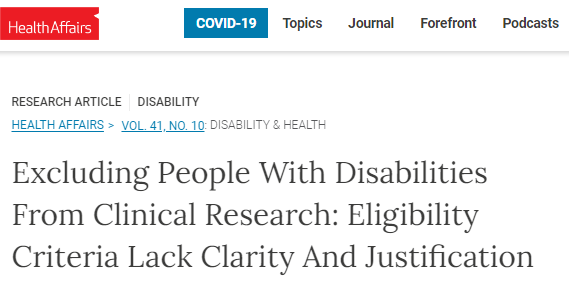 HealthAffairs
COVID-19 Topics Journal Forefront Podcasts
RESEARCH ARTICLE DISABILITY
HEALTH AFFAIRS > VOL. 41, NO. 10: DISABILITY & HEALTH
Excluding People With Disabilities
From Clinical Research: Eligibility
Criteria Lack Clarity And Justification